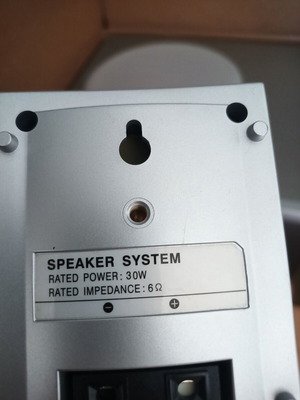 SPEAKER SYSTEM
RATED POWER: 30W
RATED IMPEDANCE: 6Ω
- +